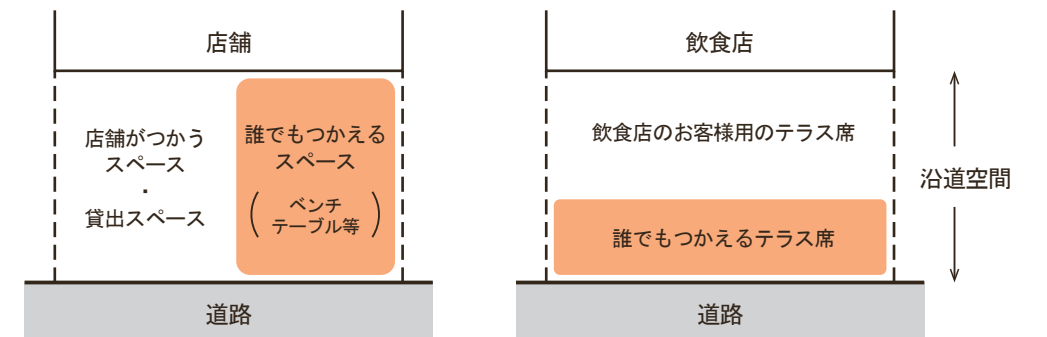 店舗
店舗がつかう
スペース
・
貸出スペース
誰でもつかえる
スペース
(ベンチ
テーブル等)
道路
飲食店
飲食店のお客様用のテラス席
誰でもつかえるテラス席
道路
沿道空間